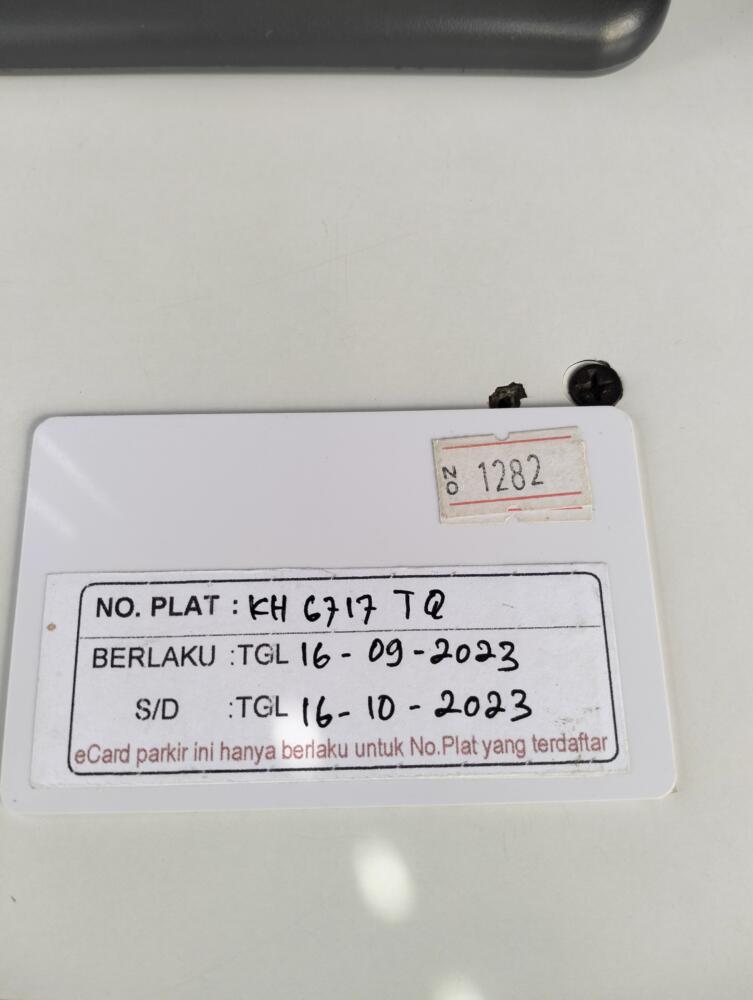 NO 1282
NO. PLAT : KH 6717 TQ
BERLAKU :TGL 16 - 09 - 2023
S/D :TGL 16 - 10 - 2023
eCard parkir ini hanya berlaku untuk No.Plat yang terdaftar